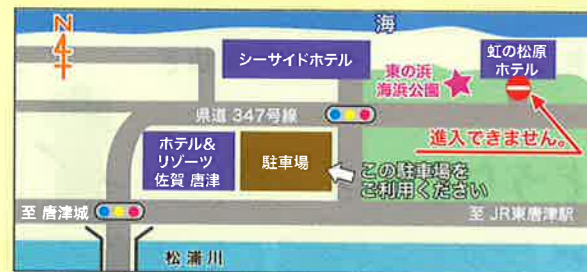 海
N
シーサイドホテル
虹の松原
ホテル
東の浜
海浜公園
県道 347号線
進入できません。
ホテル&
リゾーツ
佐賀 唐津
駐車場
この駐車場を
ご利用ください
至 唐津城
至 JR東唐津駅
松浦川